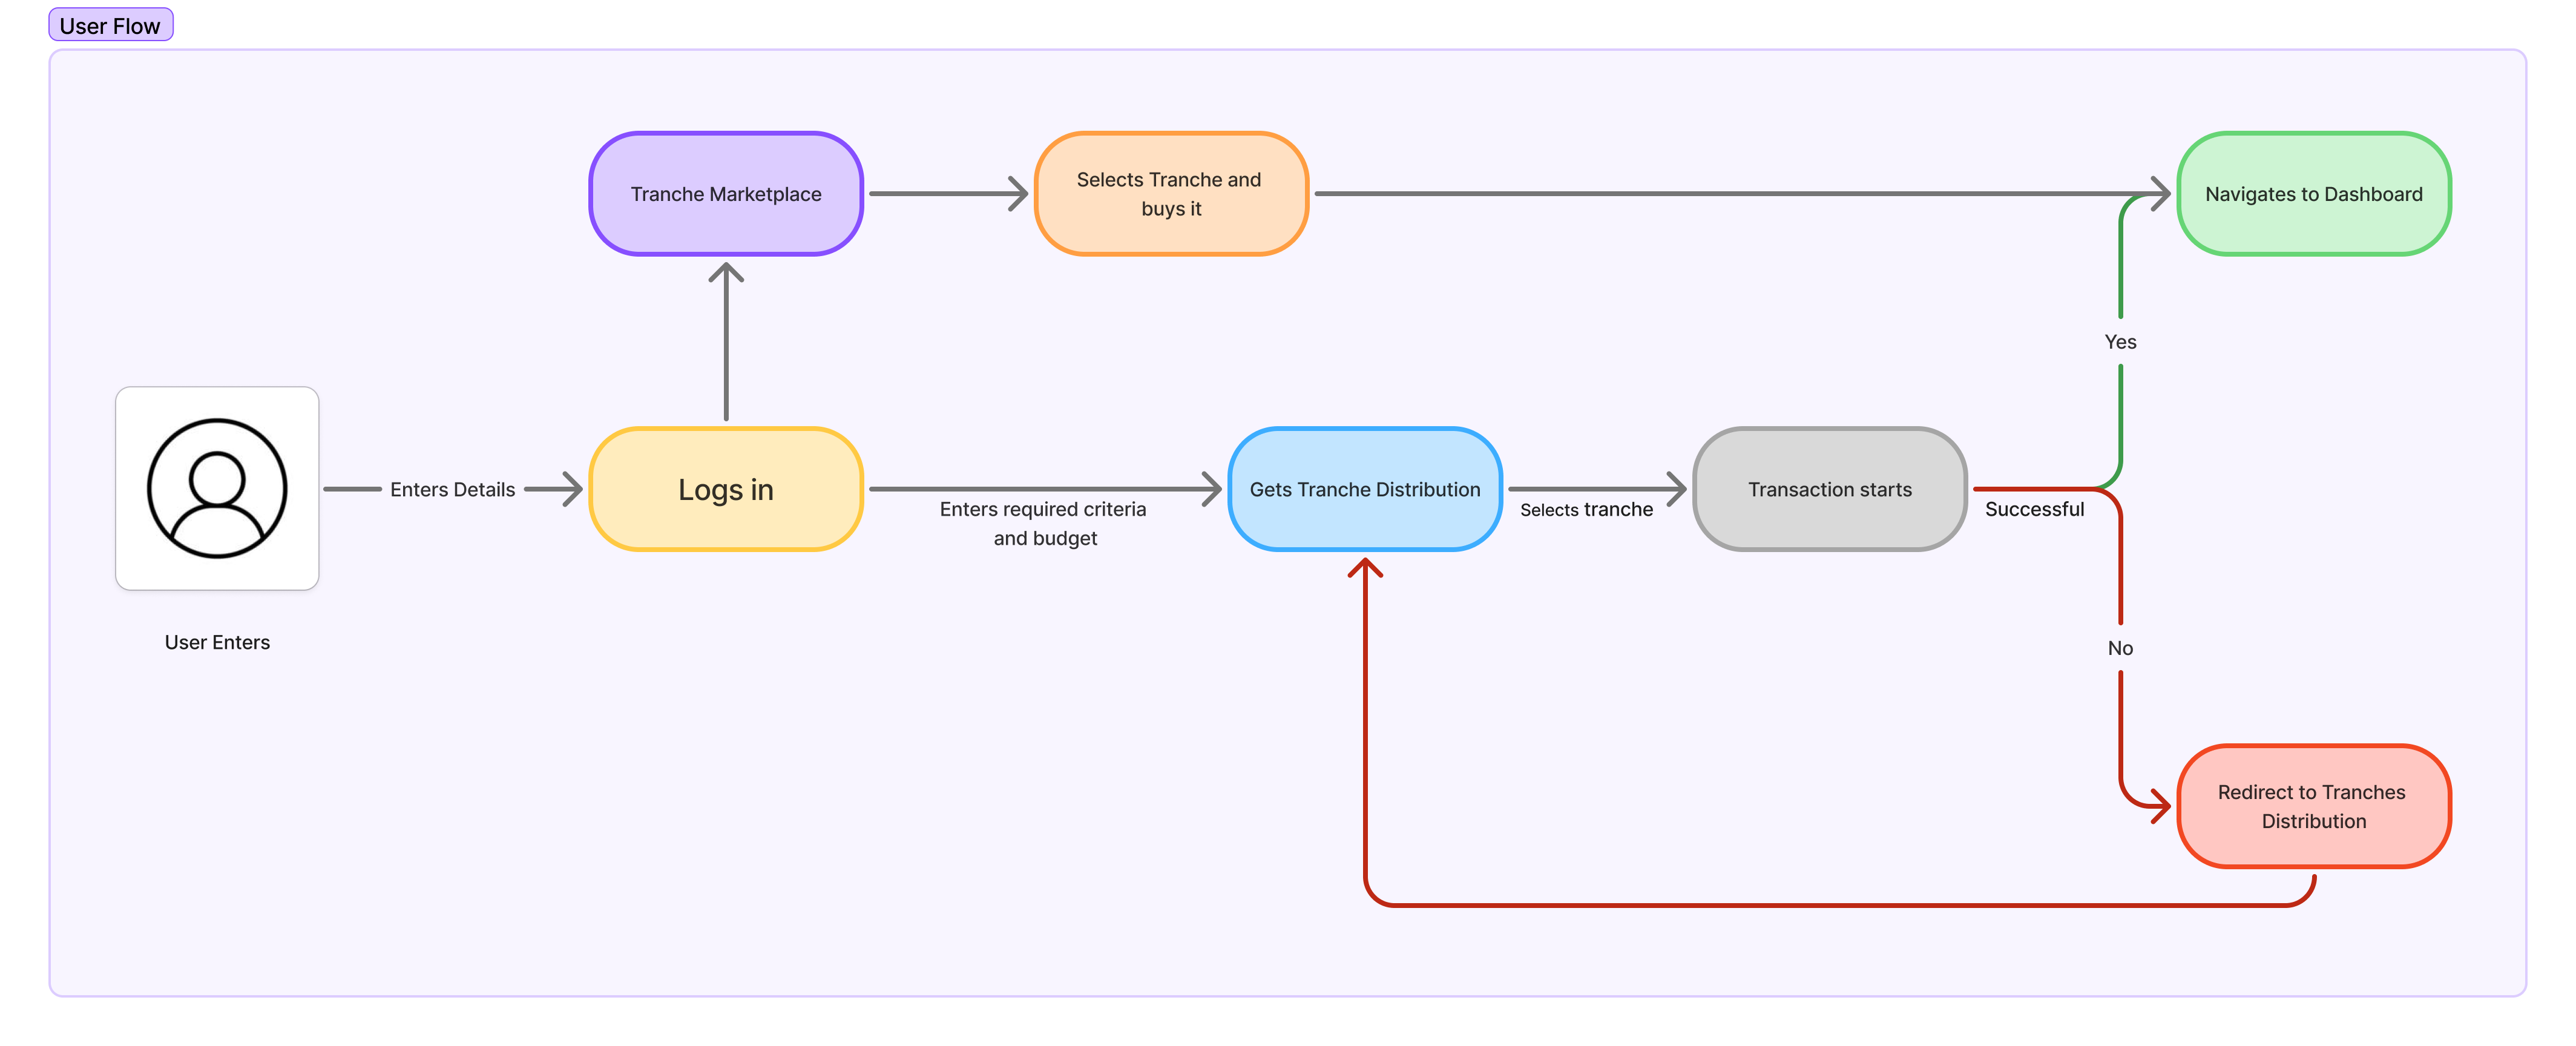 User Flow
Tranche Marketplace
Selects Tranche and
buys it
Navigates to Dashboard
Yes
Enters Details
Logs in
Enters required criteria
and budget
Gets Tranche Distribution
Selects tranche
Transaction starts
Successful
User Enters
No
Redirect to Tranches
Distribution